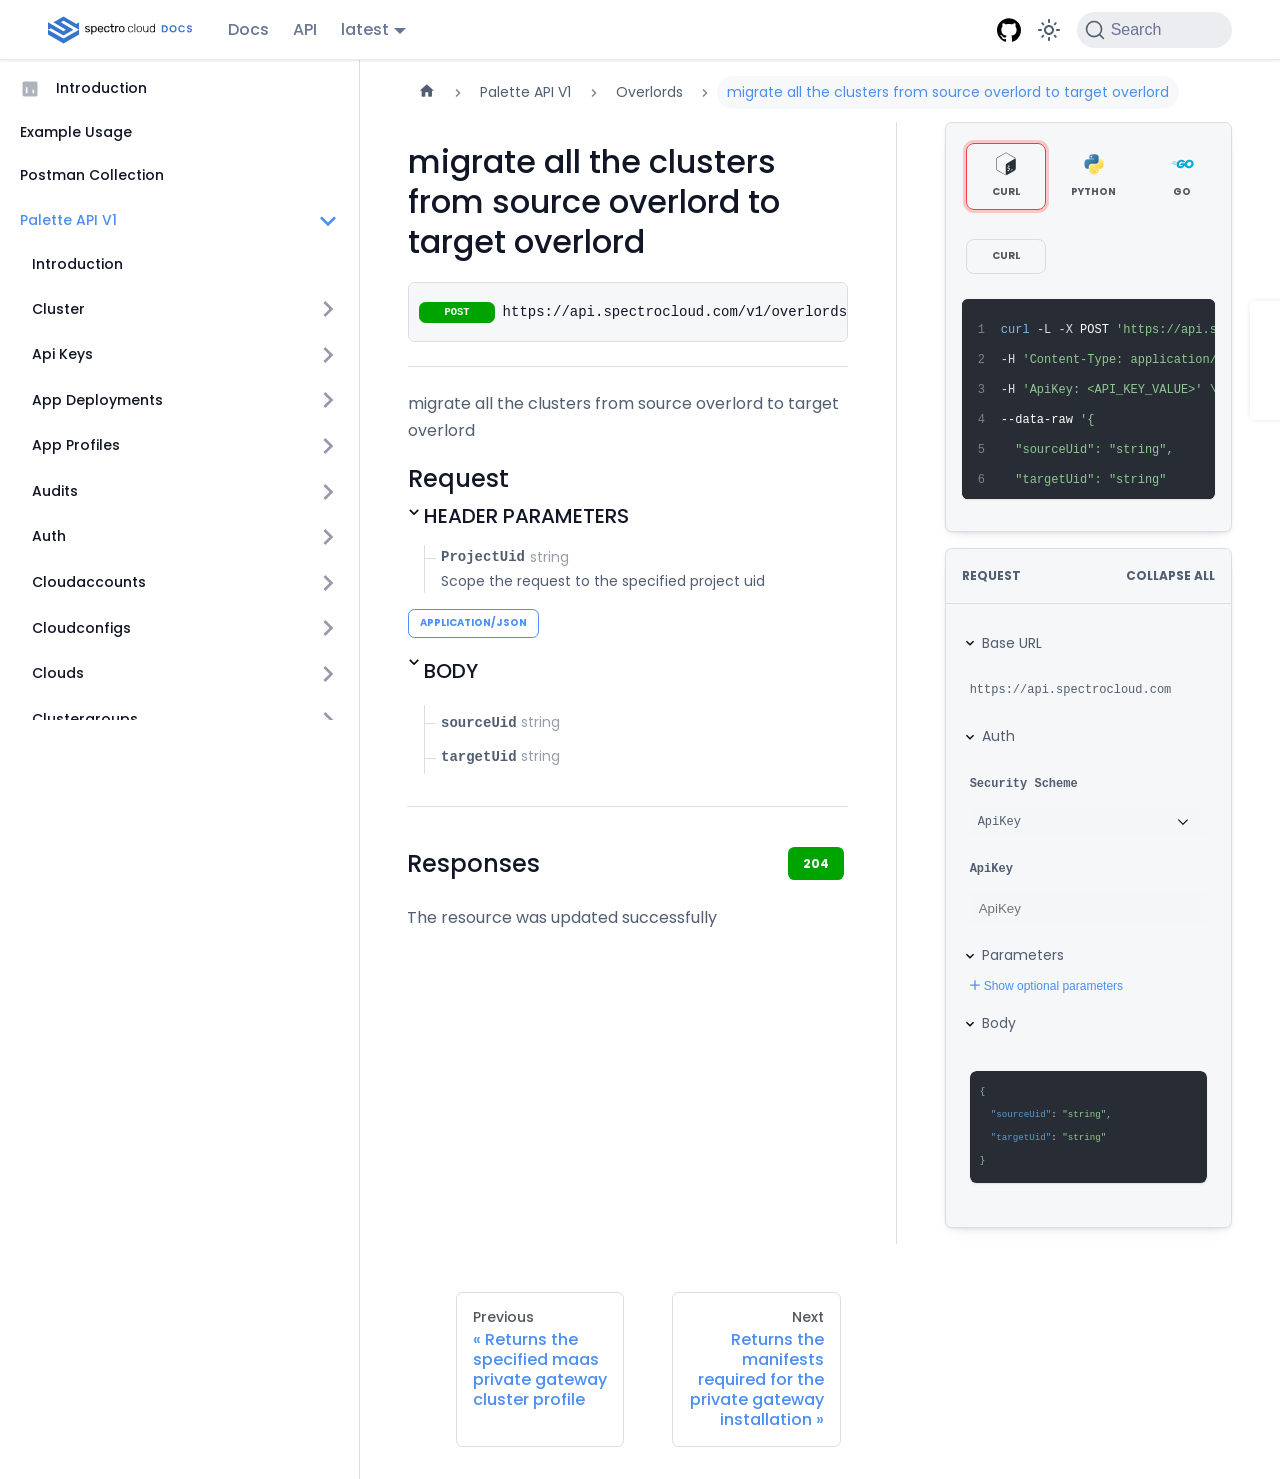 spectro cloud DOCS
Docs
API
latest
Search
Introduction
Example Usage
Postman Collection
Palette API V1
Introduction
Cluster
Api Keys
App Deployments
App Profiles
Audits
Auth
Cloudaccounts
Cloudconfigs
Clouds
Clustergroups
Palette API V1
Overlords
migrate all the clusters from source overlord to target overlord
migrate all the clusters
from source overlord to
target overlord
POST https://api.spectrocloud.com/v1/overlords
migrate all the clusters from source overlord to target
overlord
Request
HEADER PARAMETERS
ProjectUid string
Scope the request to the specified project uid
APPLICATION/JSON
BODY
sourceUid string
targetUid string
Responses
204
The resource was updated successfully
CURL
PYTHON
GO
CURL
1 curl -L -X POST 'https://api.s
2 -H 'Content-Type: application/
3 -H 'ApiKey: <API_KEY_VALUE>' \
4 --data-raw '{
5 "sourceUid": "string",
6 "targetUid": "string"
REQUEST
COLLAPSE ALL
Base URL
https://api.spectrocloud.com
Auth
Security Scheme
ApiKey
ApiKey
ApiKey
Parameters
Show optional parameters
Body
{
"sourceUid": "string",
"targetUid": "string"
}
Previous
« Returns the
specified maas
private gateway
cluster profile
Next
Returns the
manifests
required for the
private gateway
installation »